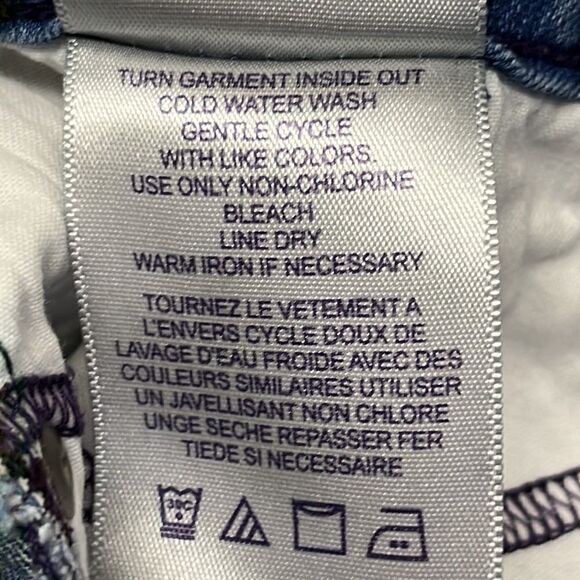 TURN GARMENT INSIDE OUT
COLD WATER WASH
GENTLE CYCLE
WITH LIKE COLORS.
USE ONLY NON-CHLORINE
BLEACH
LINE DRY
WARM IRON IF NECESSARY
TOURNEZ LE VETEMENT A
L'ENVERS CYCLE DOUX DE
LAVAGE D'EAU FROIDE AVEC DES
COULEURS SIMILAIRES UTILISER
UN JAVELLISANT NON CHLORE
UNGE SECHE REPASSER FER
TIEDE SI NECESSAIRE
30C